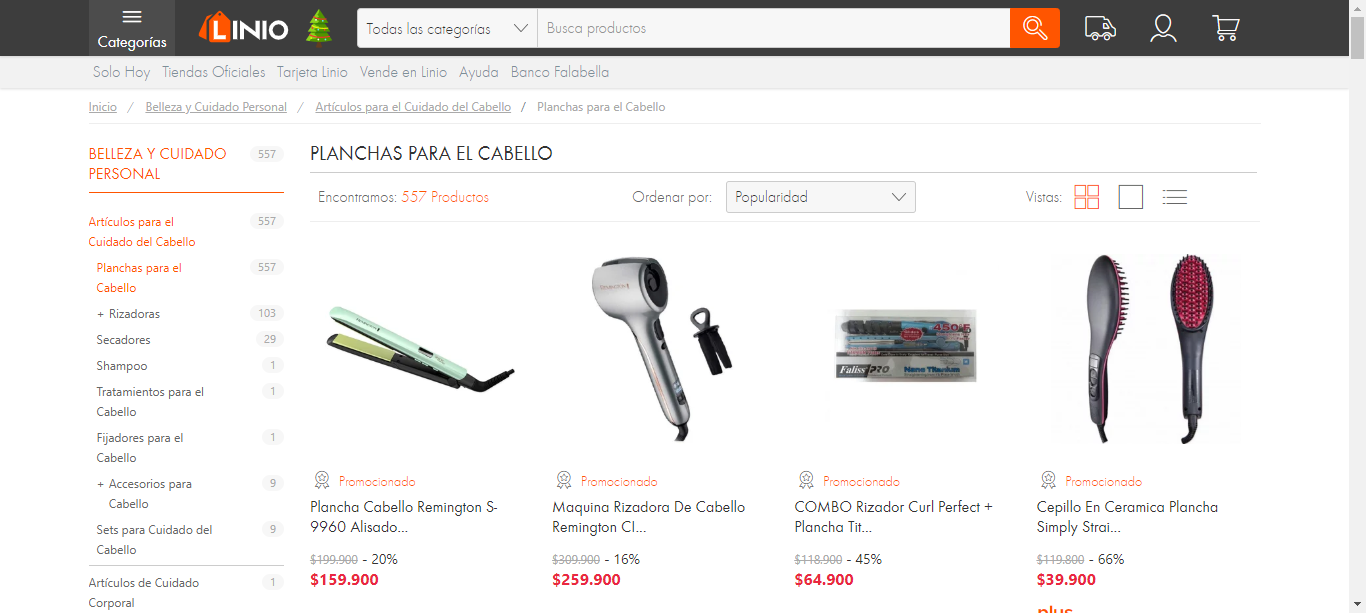 Categorías
LINIO
Todas las categorías
Busca productos
Solo Hoy
Tiendas Oficiales
Tarjeta Linio
Vende en Linio
Ayuda
Banco Falabella
Inicio / Belleza y Cuidado Personal / Artículos para el Cuidado del Cabello / Planchas para el Cabello
BELLEZA Y CUIDADO 557
PERSONAL
Artículos para el 557
Cuidado del Cabello
Planchas para el 557
Cabello
+ Rizadoras 103
Secadores 29
Shampoo 1
Tratamientos para el 1
Cabello
Fijadores para el 1
Cabello
+ Accesorios para 9
Cabello
Sets para Cuidado del 9
Cabello
Artículos de Cuidado 1
Corporal
PLANCHAS PARA EL CABELLO
Encontramos: 557 Productos
Ordenar por: Popularidad
Vistas:
Promocionado
Plancha Cabello Remington S-
9960 Alisado...
$199.900 - 20%
$159.900
Promocionado
Maquina Rizadora De Cabello
Remington CI...
$309.900 - 16%
$259.900
450°F
Faliss PRO
Nano Titanium
Promocionado
COMBO Rizador Curl Perfect +
Plancha Tit...
$118.900 - 45%
$64.900
Promocionado
Cepillo En Ceramica Plancha
Simply Strai...
$119.800 - 66%
$39.900
plus